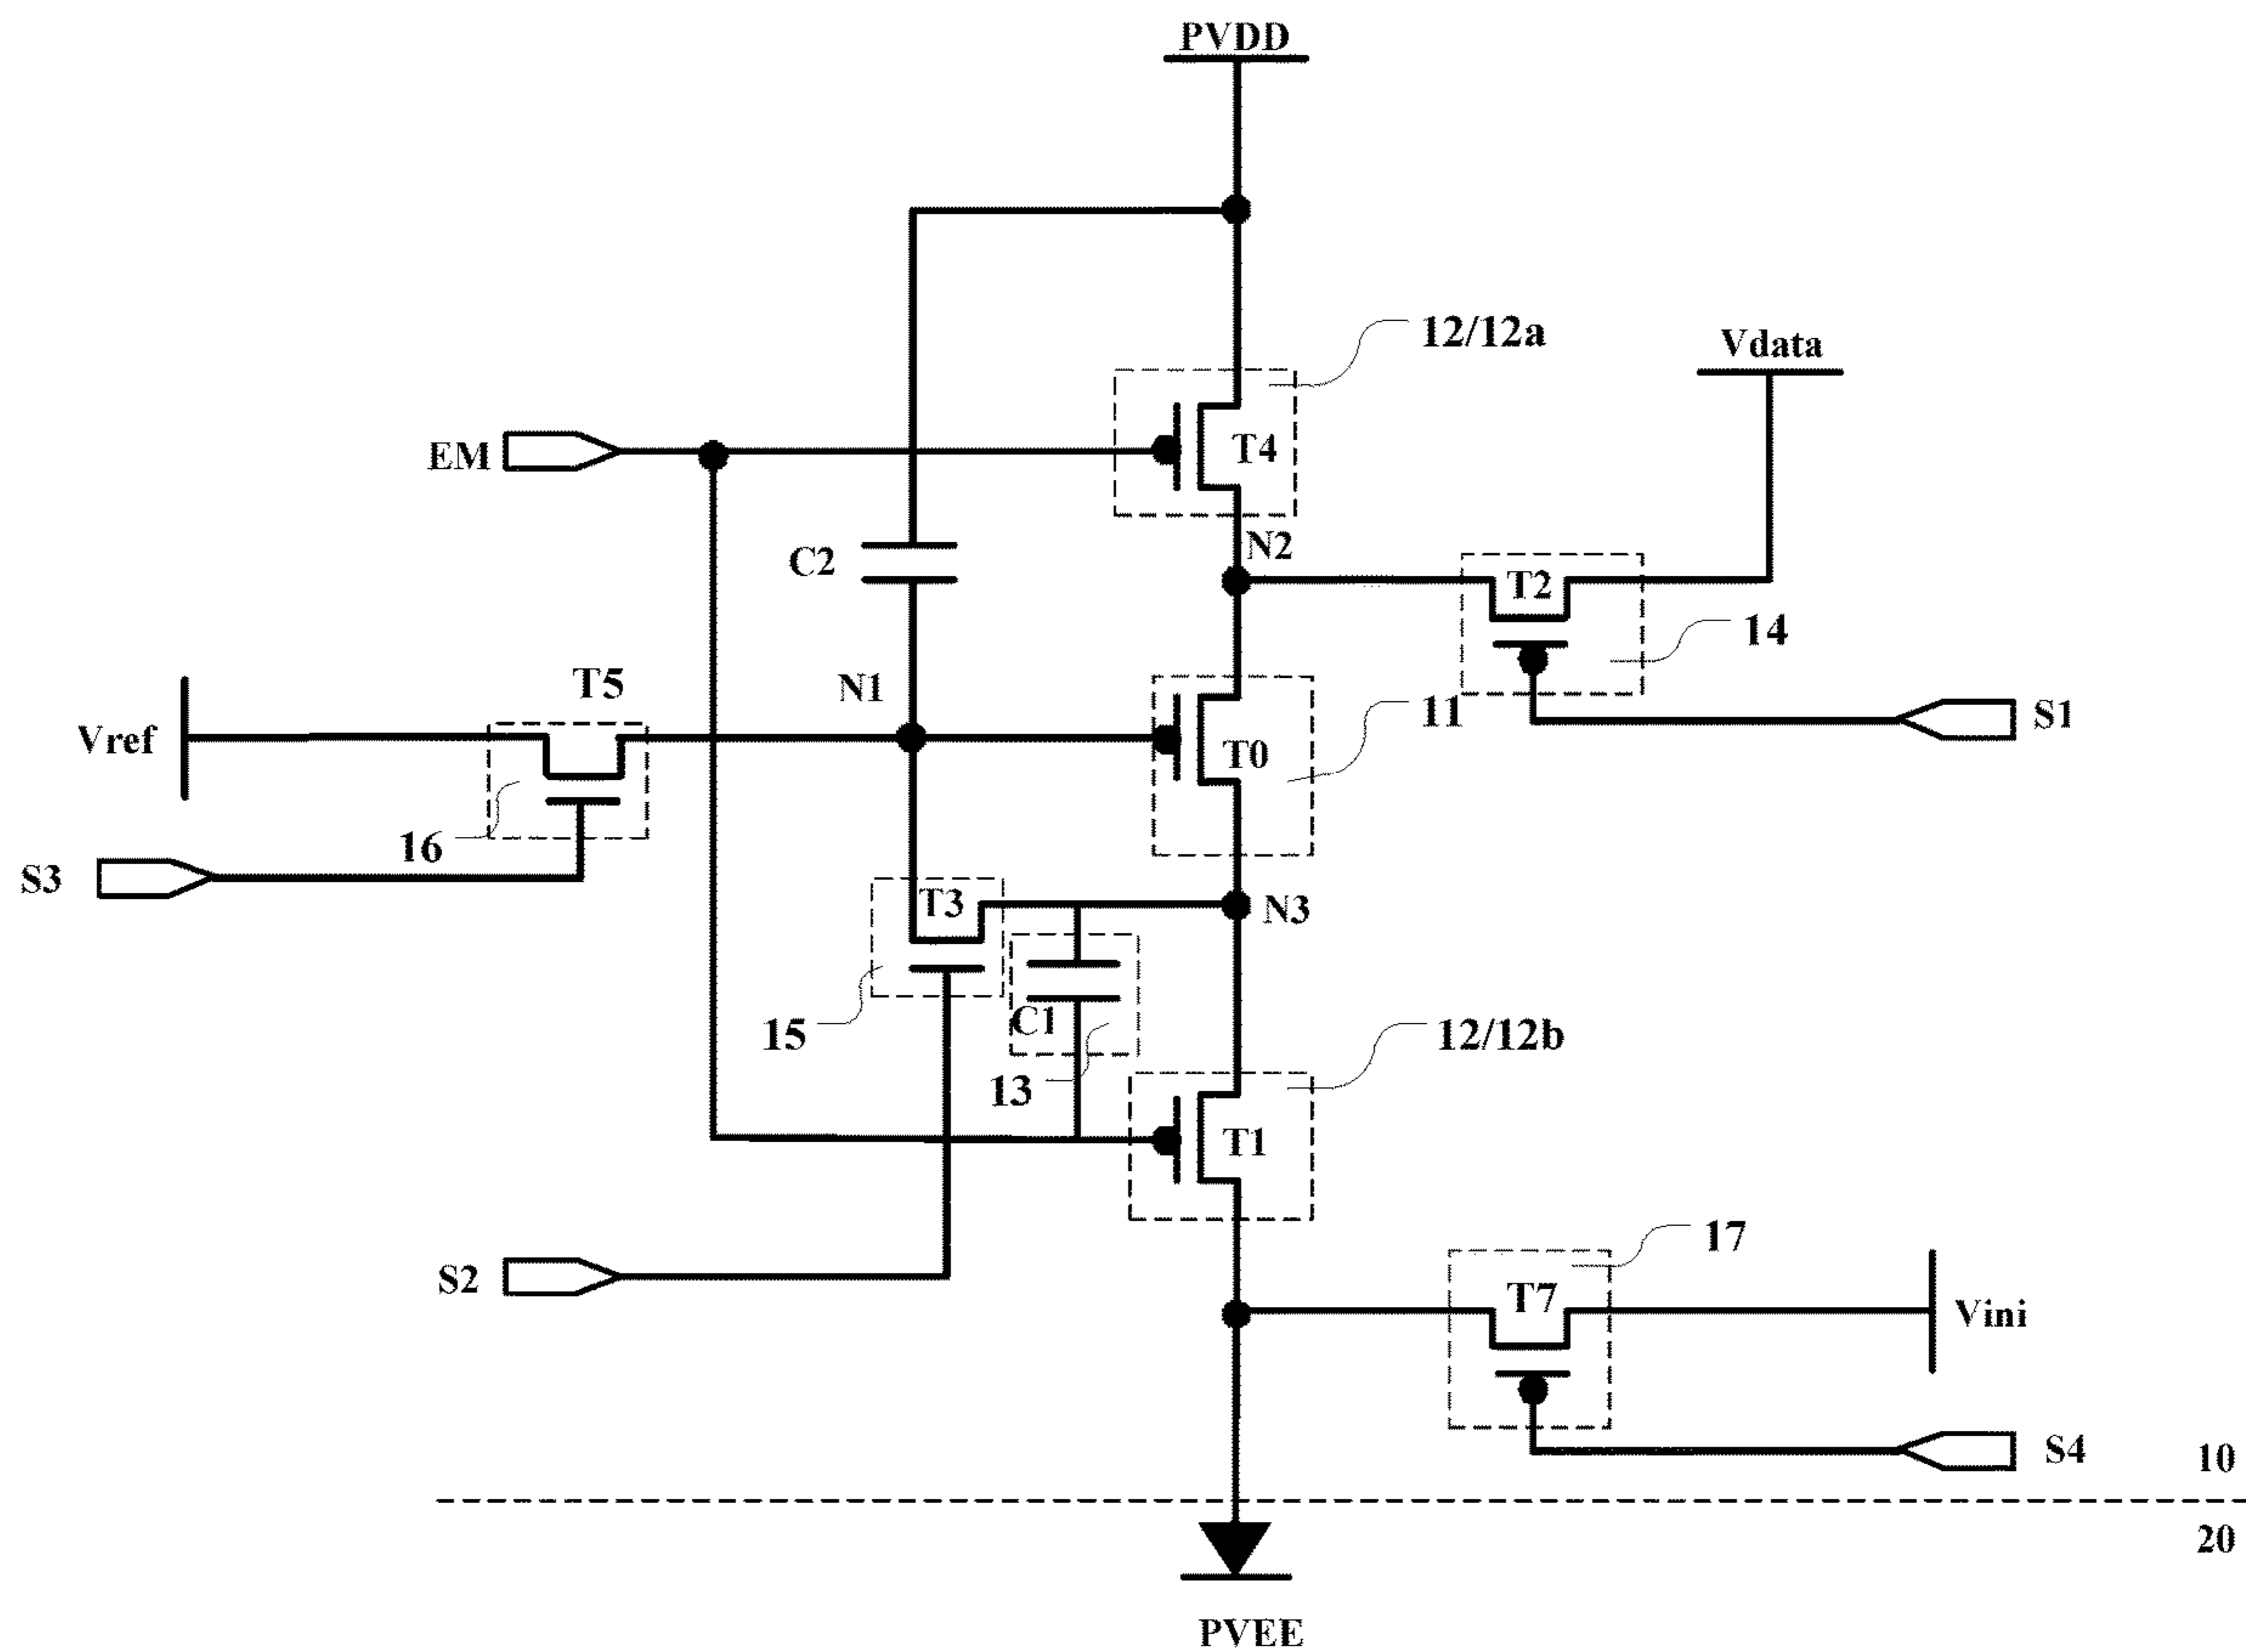 PVDD
12/12a
Vdata
EM
T4
N2
C2
T2
14
T5
N1
11
S1
Vref
T0
16
S3
T3
N3
15
C1
12/12b
13
T1
17
S2
T7
Vini
S4
10
20
PVEE